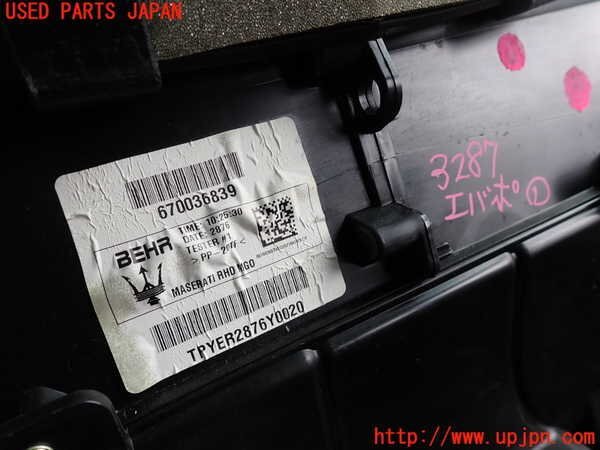 USED PARTS JAPAN
670036839
TIME: 10:25:30
DATE: 2876
TESTER #1
BEHR
MASERATI RHD MGO
TPYER2876Y0020
3287
エバポ①
http://www.upjpn.com/